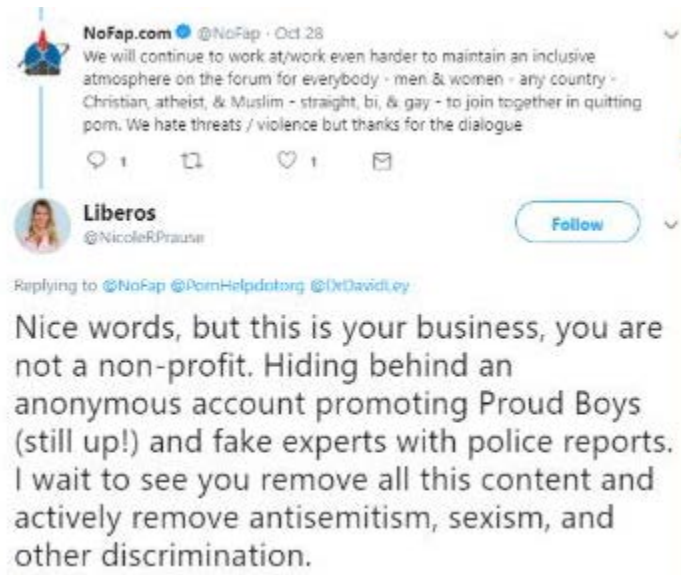 NoFap.com @NoFap · Oct 28
We will continue to work at/work even harder to maintain an inclusive
atmosphere on the forum for everybody - men & women - any country -
Christian, atheist, & Muslim - straight, bi, & gay - to join together in quitting
porn. We hate threats / violence but thanks for the dialogue
1 1
Liberos
@NicoleRPrause
Follow
Replying to @NoFap @PornHelpdotorg @DrDavidLey
Nice words, but this is your business, you are
not a non-profit. Hiding behind an
anonymous account promoting Proud Boys
(still up!) and fake experts with police reports.
I wait to see you remove all this content and
actively remove antisemitism, sexism, and
other discrimination.